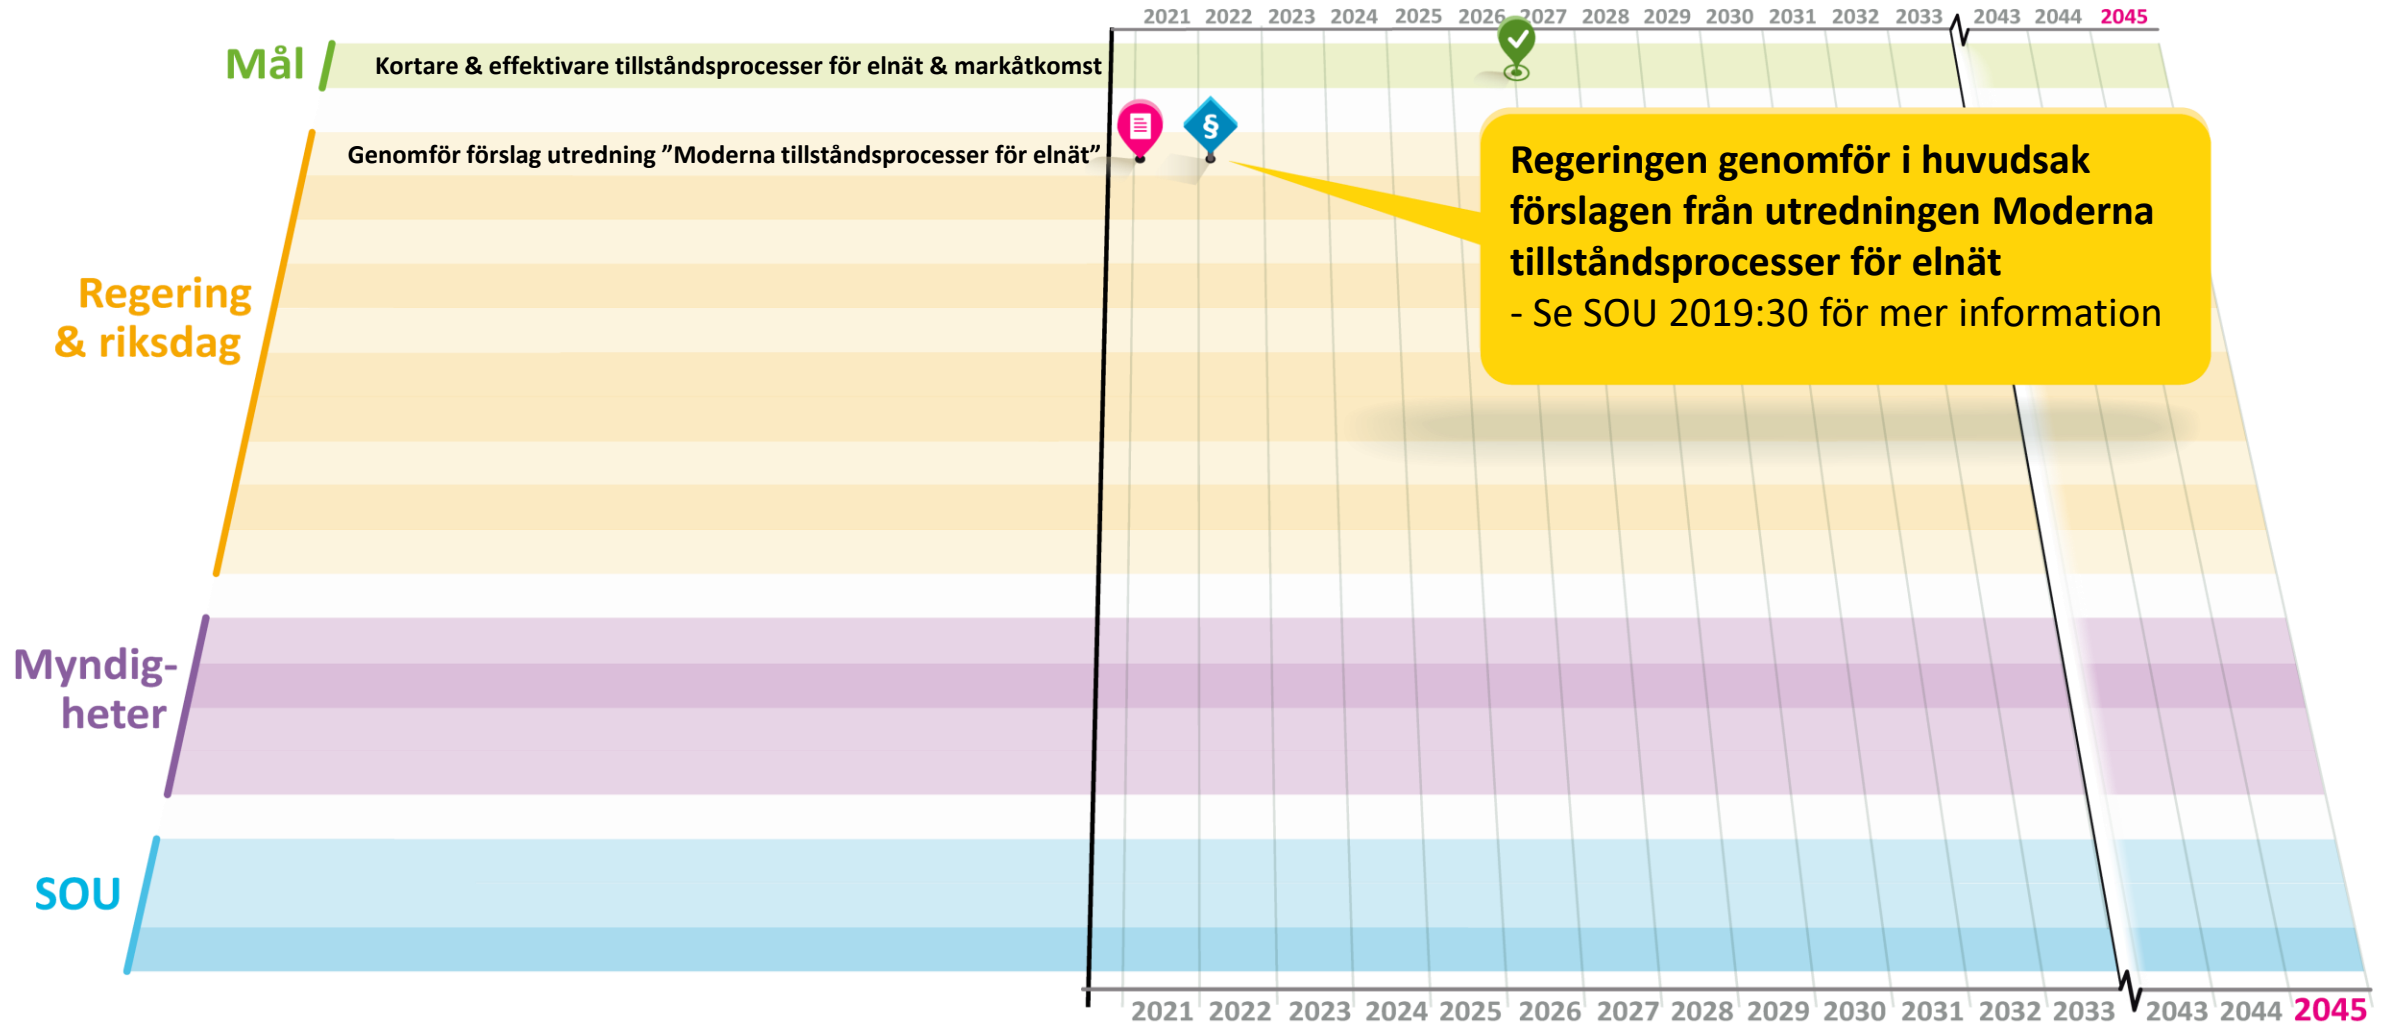 2021 2022 2023 2024 2025 2026 2027 2028 2029 2030 2031 2032 2033 2043 2044 2045
Mål
Kortare & effektivare tillståndsprocesser för elnät & markåtkomst
§
Genomför förslag utredning ”Moderna tillståndsprocesser för elnät”
Regeringen genomför i huvudsak
förslagen från utredningen Moderna
tillståndsprocesser för elnät
- Se SOU 2019:30 för mer information
Regering
& riksdag
Myndig-
heter
SOU
2021 2022 2023 2024 2025 2026 2027 2028 2029 2030 2031 2032 2033 2043 2044 2045